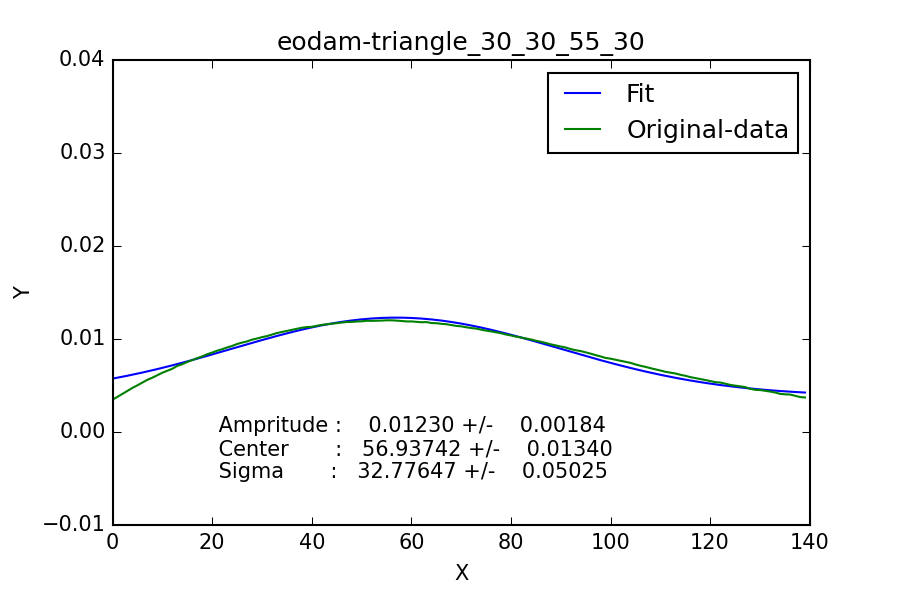 eodam-triangle_30_30_55_30
0.04
0.03
0.02
0.01
0.00
−0.01
Y
Fit
Original-data
Ampritude : 0.01230 +/- 0.00184
Center : 56.93742 +/- 0.01340
Sigma : 32.77647 +/- 0.05025
0 20 40 60 80 100 120 140
X